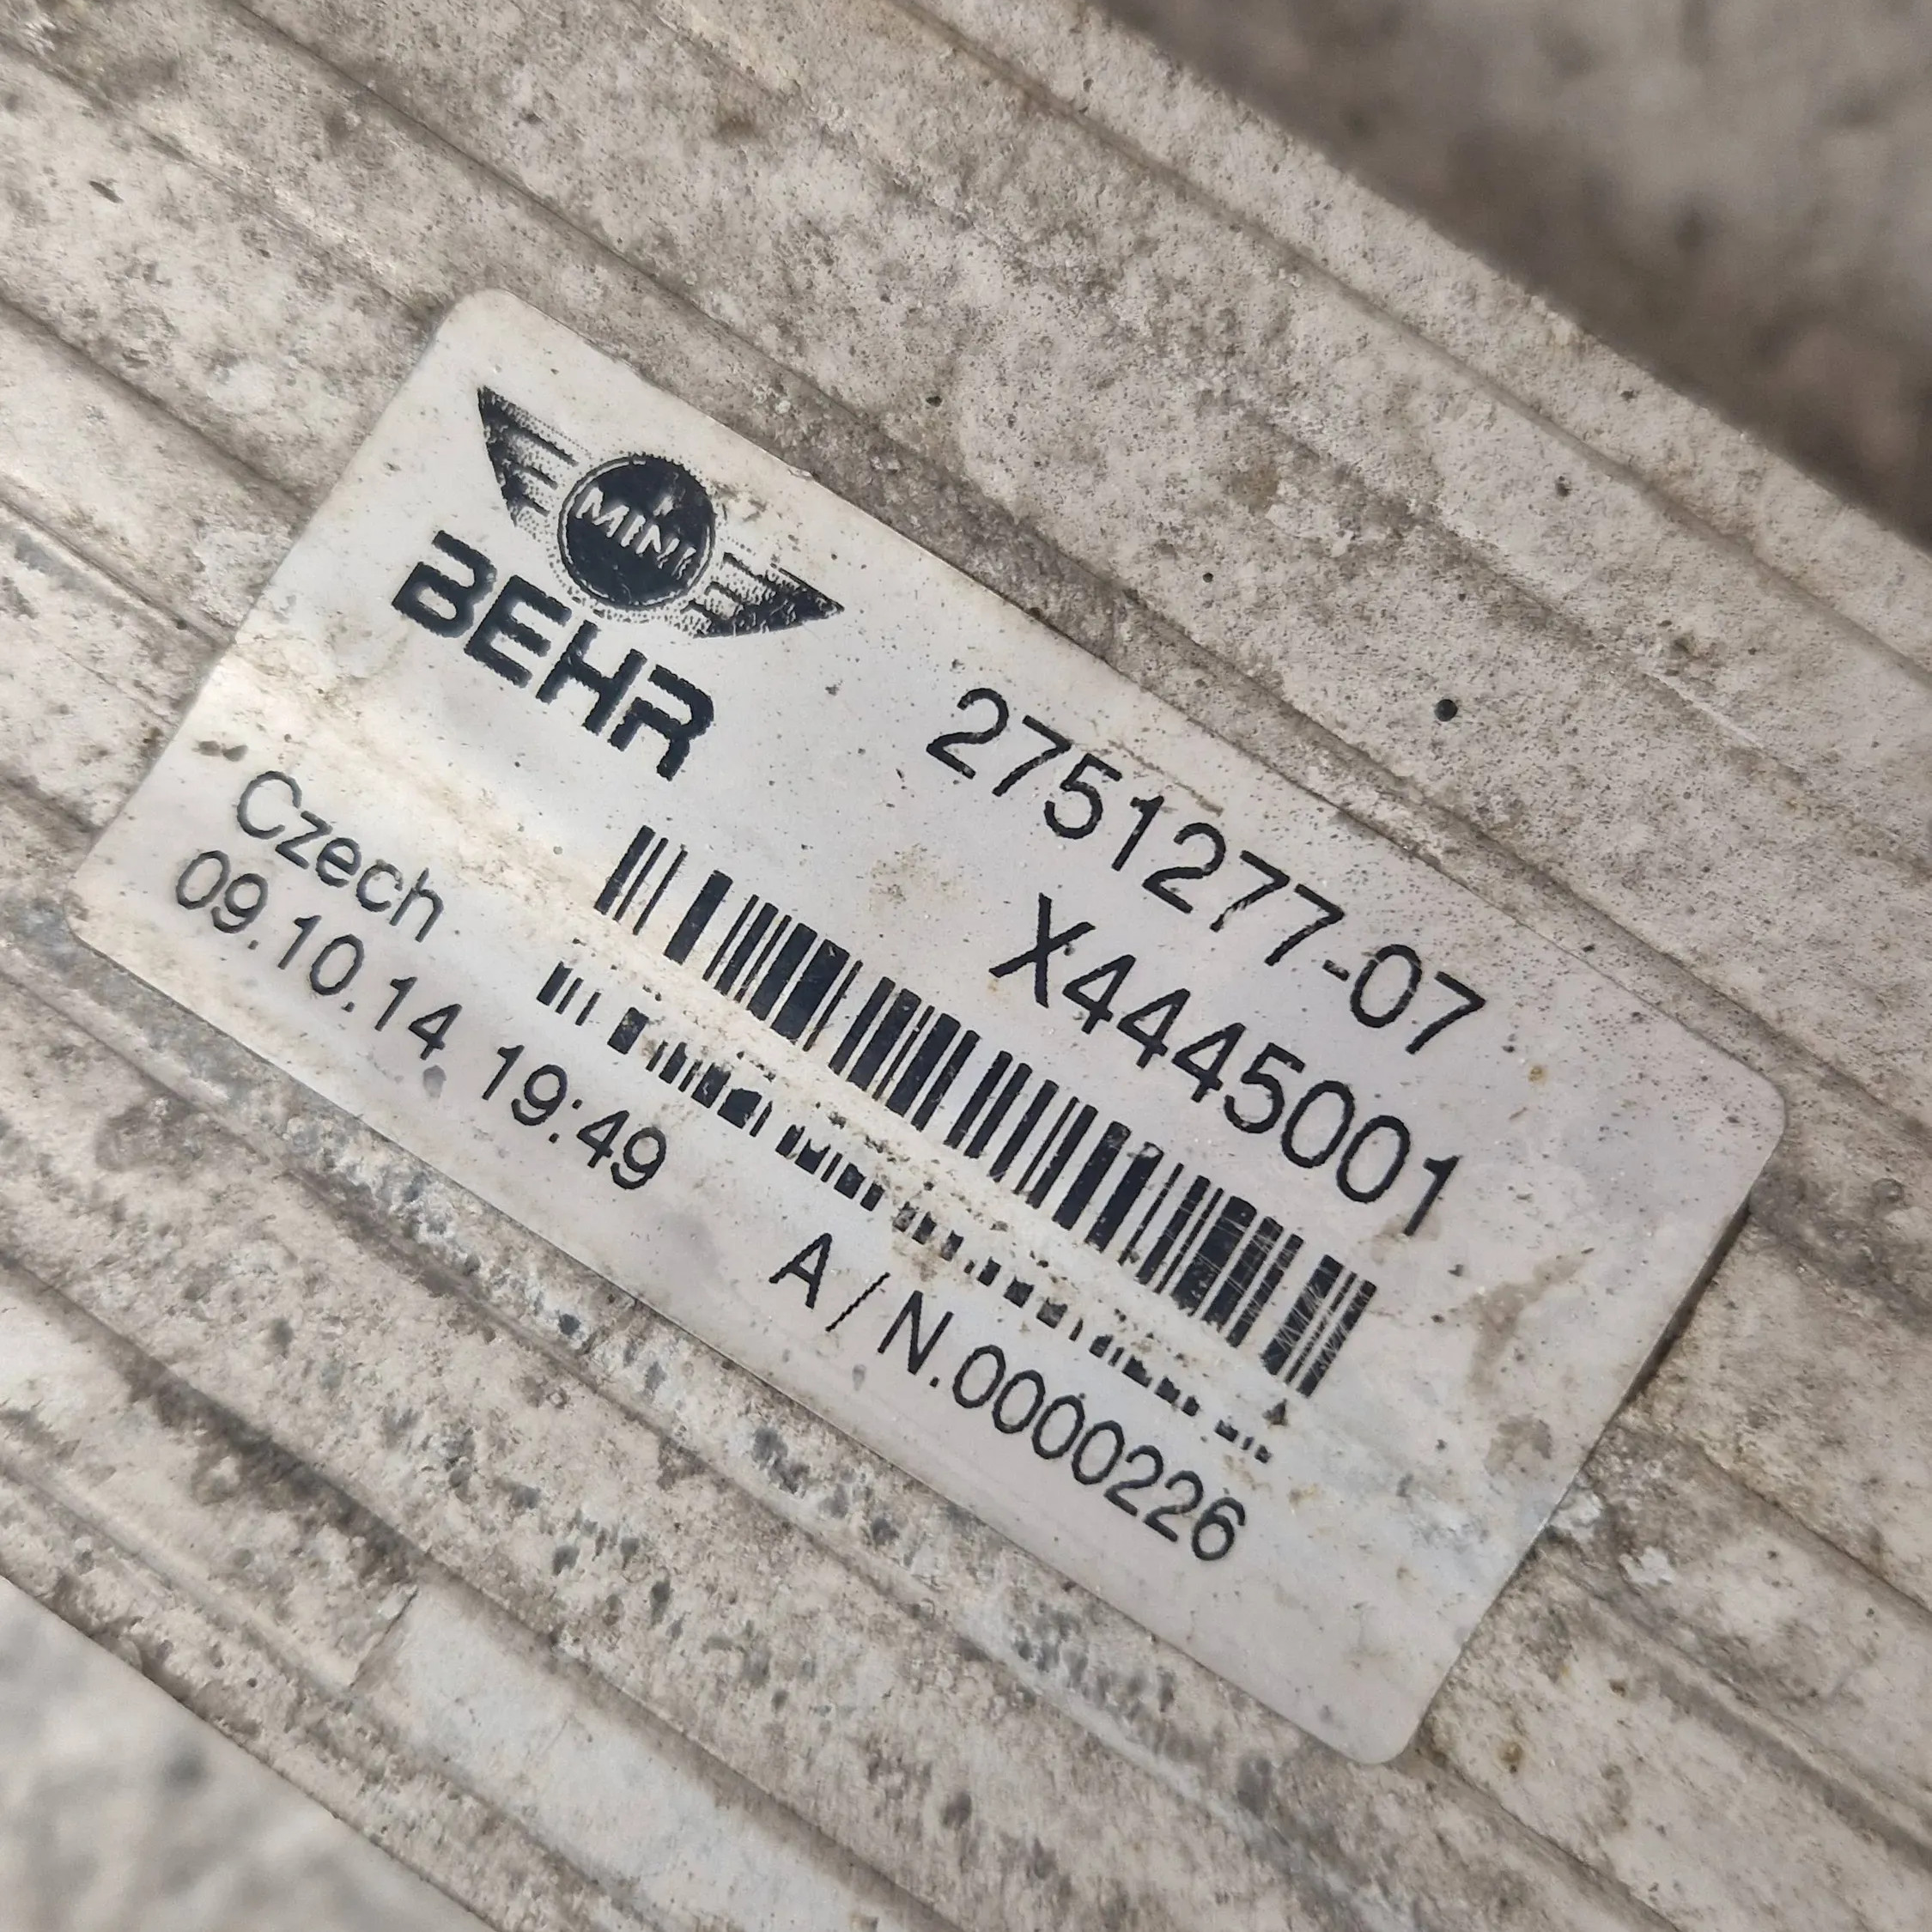 MINI
BEHR
2751277-07
X4445001
Czech
09.10.14 19:49
A / N.0000226